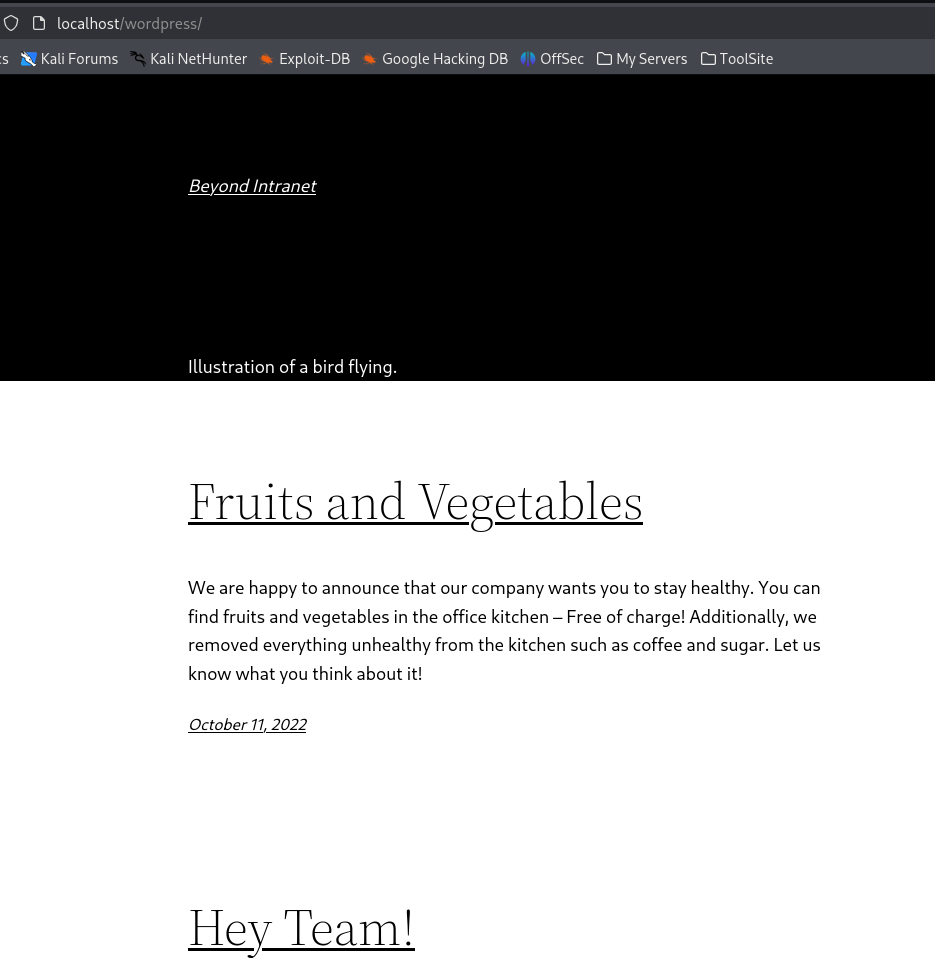 localhost/wordpress/
cs Kali Forums Kali NetHunter Exploit-DB Google Hacking DB OffSec My Servers ToolSite
Beyond Intranet
Illustration of a bird flying.
Fruits and Vegetables
We are happy to announce that our company wants you to stay healthy. You can
find fruits and vegetables in the office kitchen – Free of charge! Additionally, we
removed everything unhealthy from the kitchen such as coffee and sugar. Let us
know what you think about it!
October 11, 2022
Hey Team!